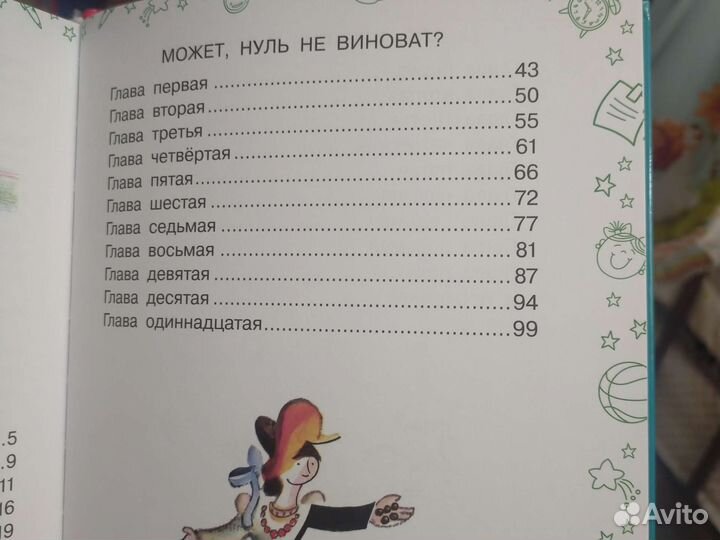 МОЖЕТ, НУЛЬ НЕ ВИНОВАТ?
Глава первая 43
Глава вторая 50
Глава третья 55
Глава четвёртая 61
Глава пятая 66
Глава шестая 72
Глава седьмая 77
Глава восьмая 81
Глава девятая 87
Глава десятая 94
Глава одиннадцатая 99
..5
..9
11
16
19
Avito